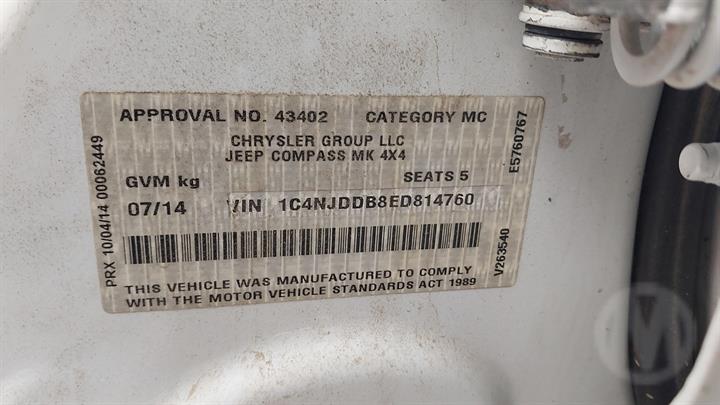 APPROVAL NO. 43402 CATEGORY MC
CHRYSLER GROUP LLC
JEEP COMPASS MK 4X4
GVM kg SEATS 5
07/14 VIN 1C4NJDDB8ED814760
THIS VEHICLE WAS MANUFACTURED TO COMPLY
WITH THE MOTOR VEHICLE STANDARDS ACT 1989
PRX 10/04/14 00062449
E5760767
V263540
M